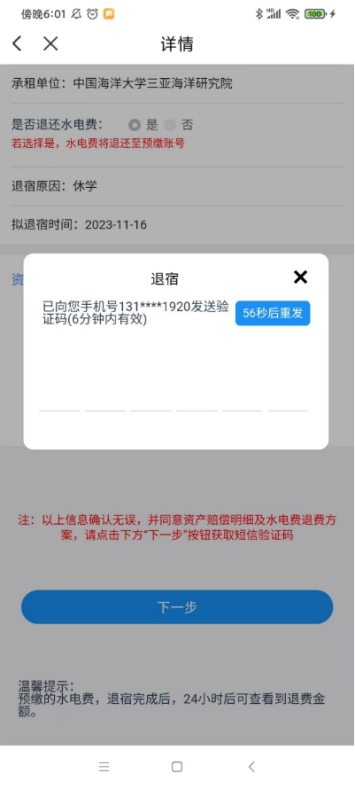 傍晚6:01
100
详情
承租单位：中国海洋大学三亚海洋研究院
是否退还水电费： 是 否
若选择是，水电费将退还至预缴账号
退宿原因：休学
拟退宿时间：2023-11-16
资
退宿
已向您手机号131****1920发送验
证码(6分钟内有效)
56秒后重发
注：以上信息确认无误，并同意资产赔偿明细及水电费退费方
案，请点击下方“下一步”按钮获取短信验证码
下一步
温馨提示：
预缴的水电费，退宿完成后，24小时后可查看到退费金
额。